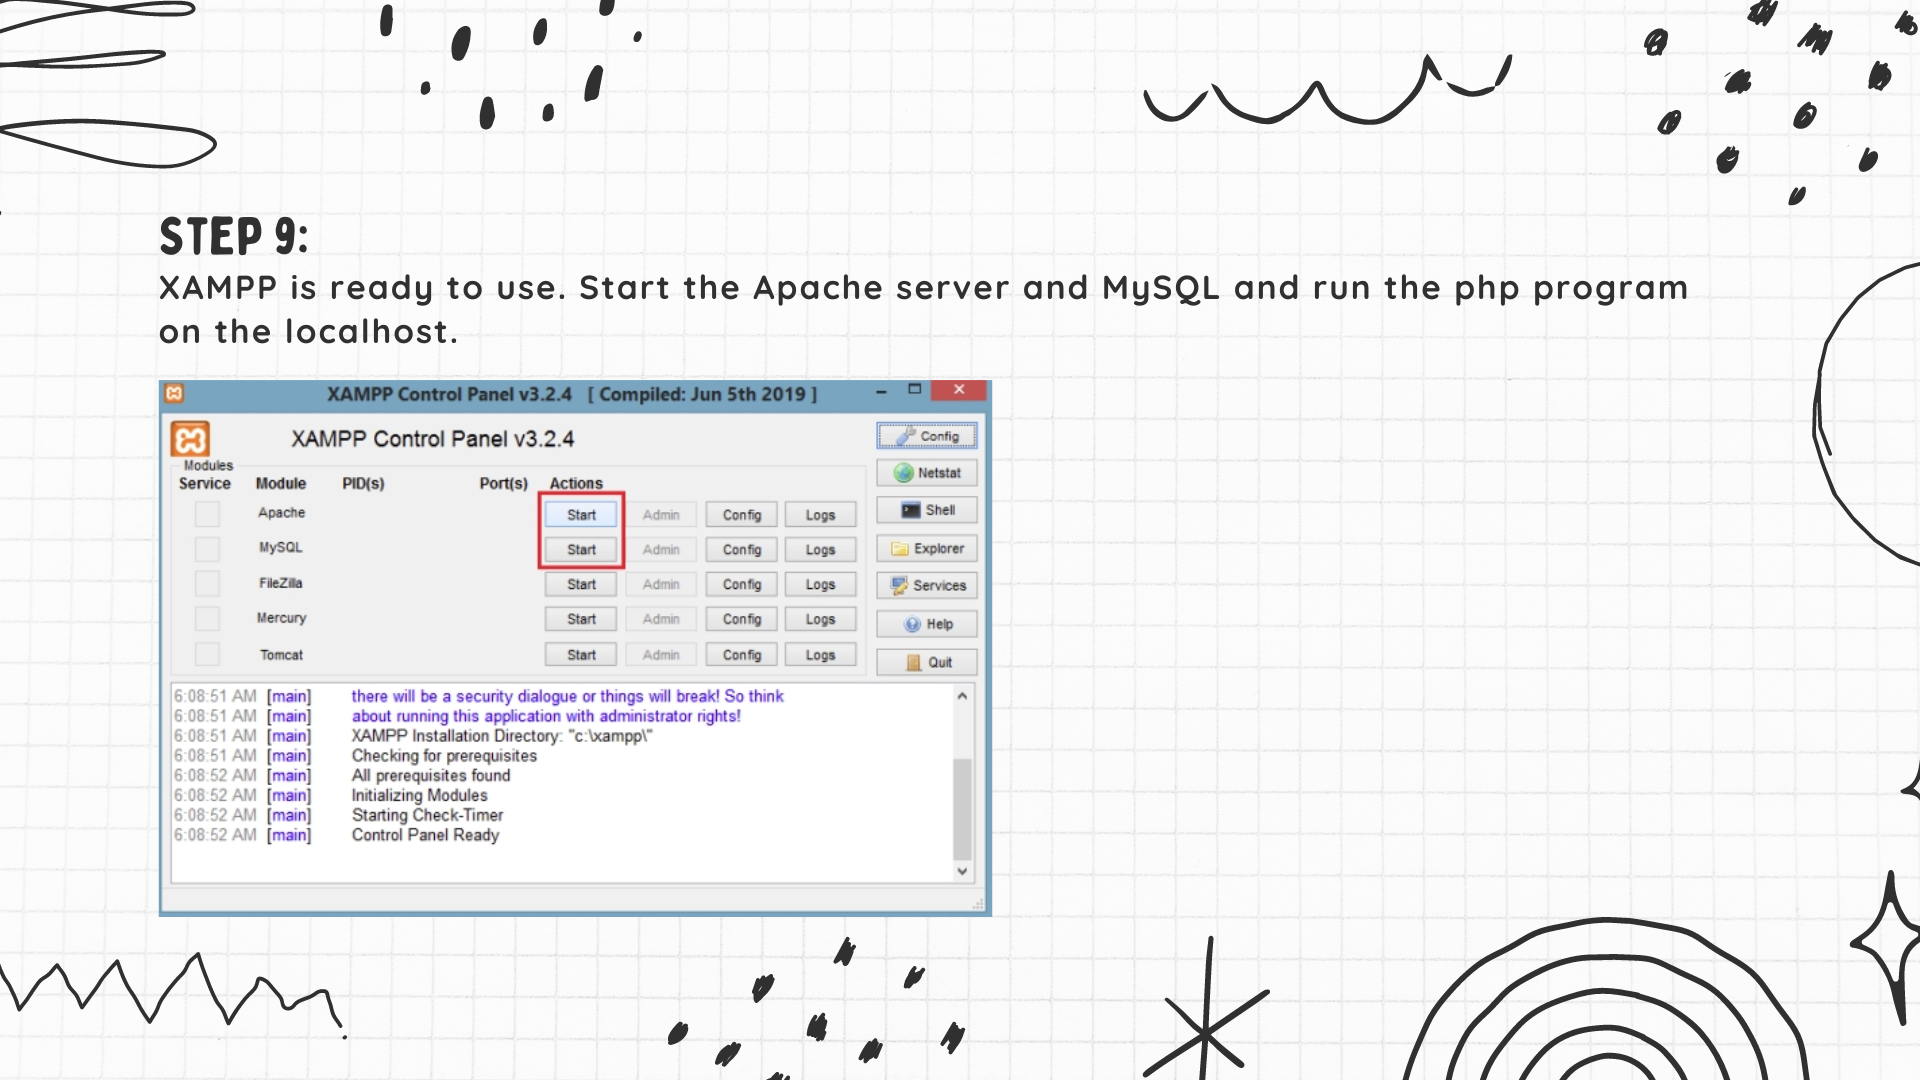 STEP 9:
XAMPP is ready to use. Start the Apache server and MySQL and run the php program
on the localhost.
XAMPP Control Panel v3.2.4 [ Compiled: Jun 5th 2019 ]
XAMPP Control Panel v3.2.4
Config
Modules
Service Module PID(s) Port(s) Actions
Netstat
Apache Start Admin Config Logs
Shell
MySQL Start Admin Config Logs
Explorer
FileZilla Start Admin Config Logs
Services
Mercury Start Admin Config Logs
Help
Tomcat Start Admin Config Logs
Quit
6:08:51 AM [main] there will be a security dialogue or things will break! So think
6:08:51 AM [main] about running this application with administrator rights!
6:08:51 AM [main] XAMPP Installation Directory: "c:\xampp\"
6:08:51 AM [main] Checking for prerequisites
6:08:52 AM [main] All prerequisites found
6:08:52 AM [main] Initializing Modules
6:08:52 AM [main] Starting Check-Timer
6:08:52 AM [main] Control Panel Ready